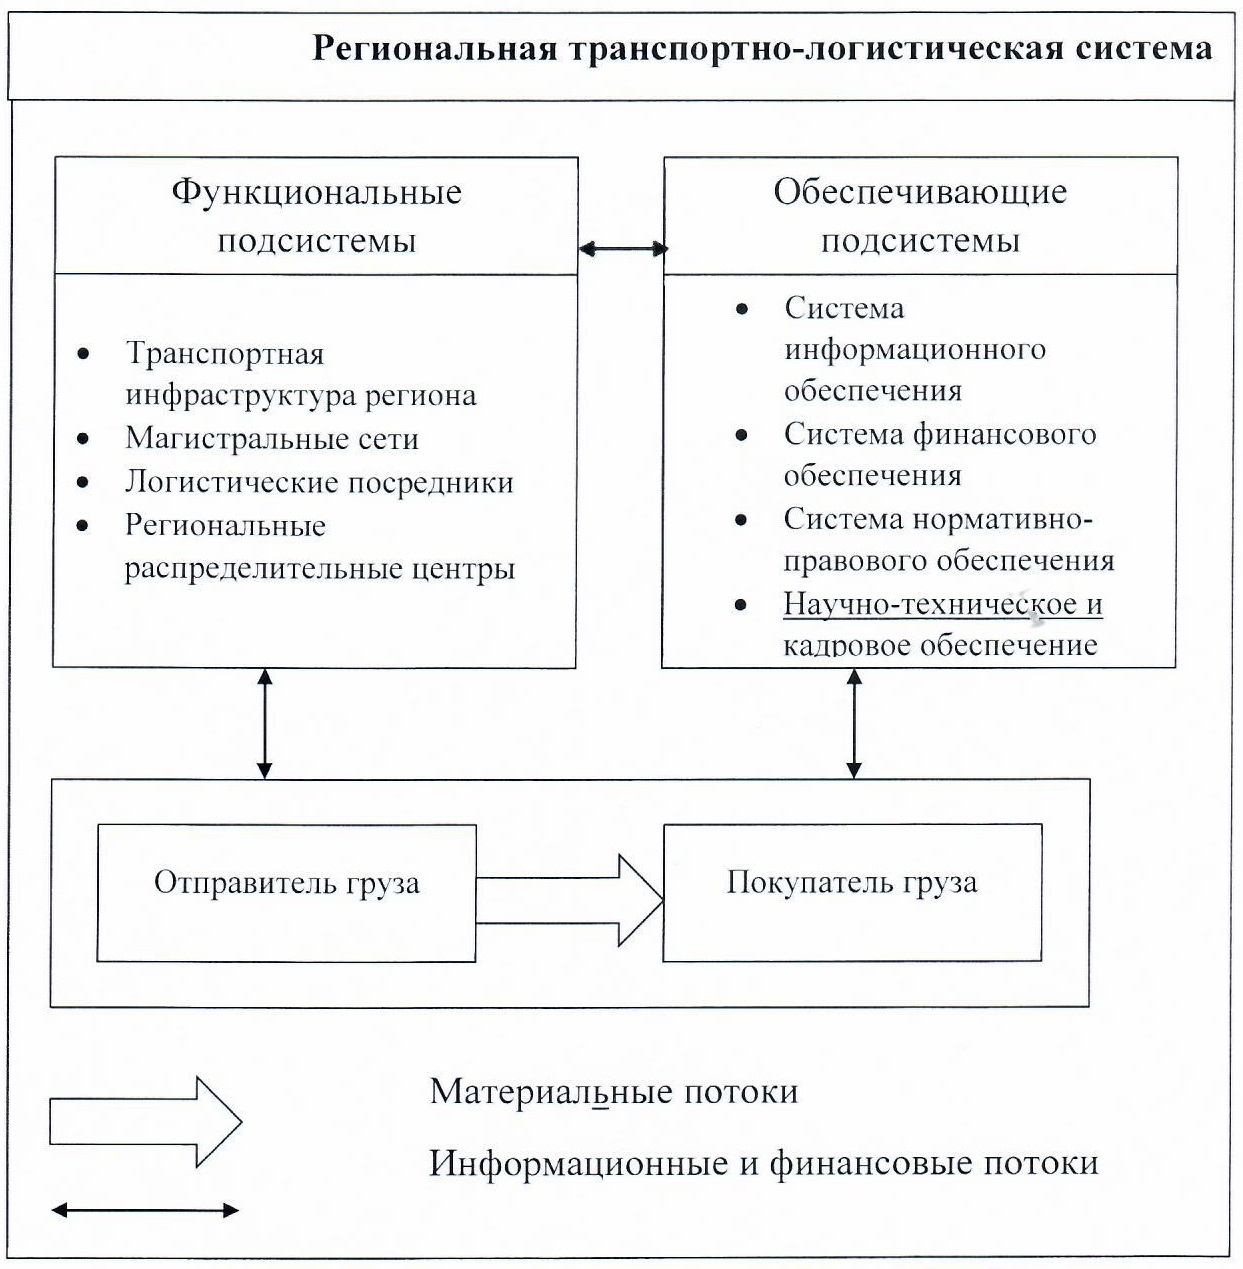 Региональная транспортно-логистическая система
Функциональные
подсистемы
• Транспортная
инфраструктура региона
• Магистральные сети
• Логистические посредники
• Региональные
распределительные центры
Обеспечивающие
подсистемы
• Система
информационного
обеспечения
• Система финансового
обеспечения
• Система нормативно-
правового обеспечения
• Научно-техническое и
кадровое обеспечение
Отправитель груза
Покупатель груза
Материальные потоки
Информационные и финансовые потоки